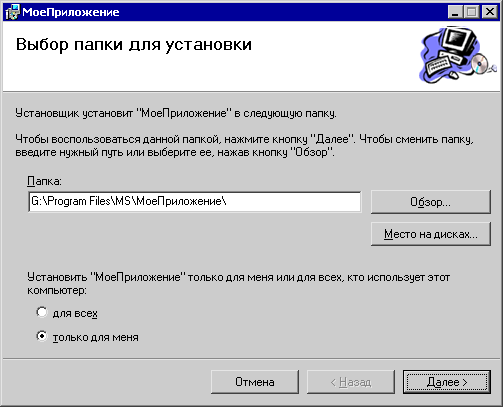 МоеПриложение
Выбор папки для установки
Установщик установит "МоеПриложение" в следующую папку.
Чтобы воспользоваться данной папкой, нажмите кнопку "Далее". Чтобы сменить папку,
введите нужный путь или выберите ее, нажав кнопку "Обзор".
Папка:
G:\Program Files\MS\МоеПриложение\
Обзор...
Место на дисках...
Установить "МоеПриложение" только для меня или для всех, кто использует этот
компьютер:
для всех
только для меня
Отмена < Назад Далее >